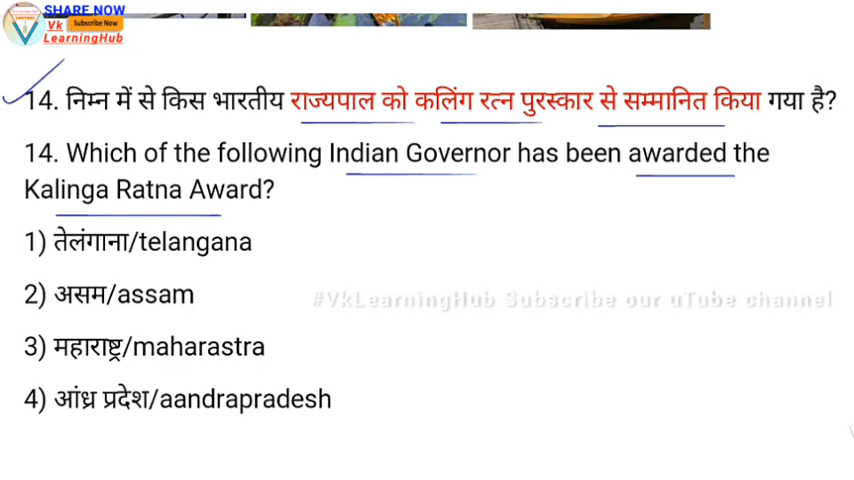 SHARE NOW
Vk
Subscribe Now
LearningHub
14. निम्न में से किस भारतीय राज्यपाल को कलिंग रत्न पुरस्कार से सम्मानित किया गया है?
14. Which of the following Indian Governor has been awarded the
Kalinga Ratna Award?
1) तेलंगाना/telangana
2) असम/assam
#VkLearningHub Subscribe our uTube channel
3) महाराष्ट्र/maharastra
4) आंध्र प्रदेश/aandrapradesh